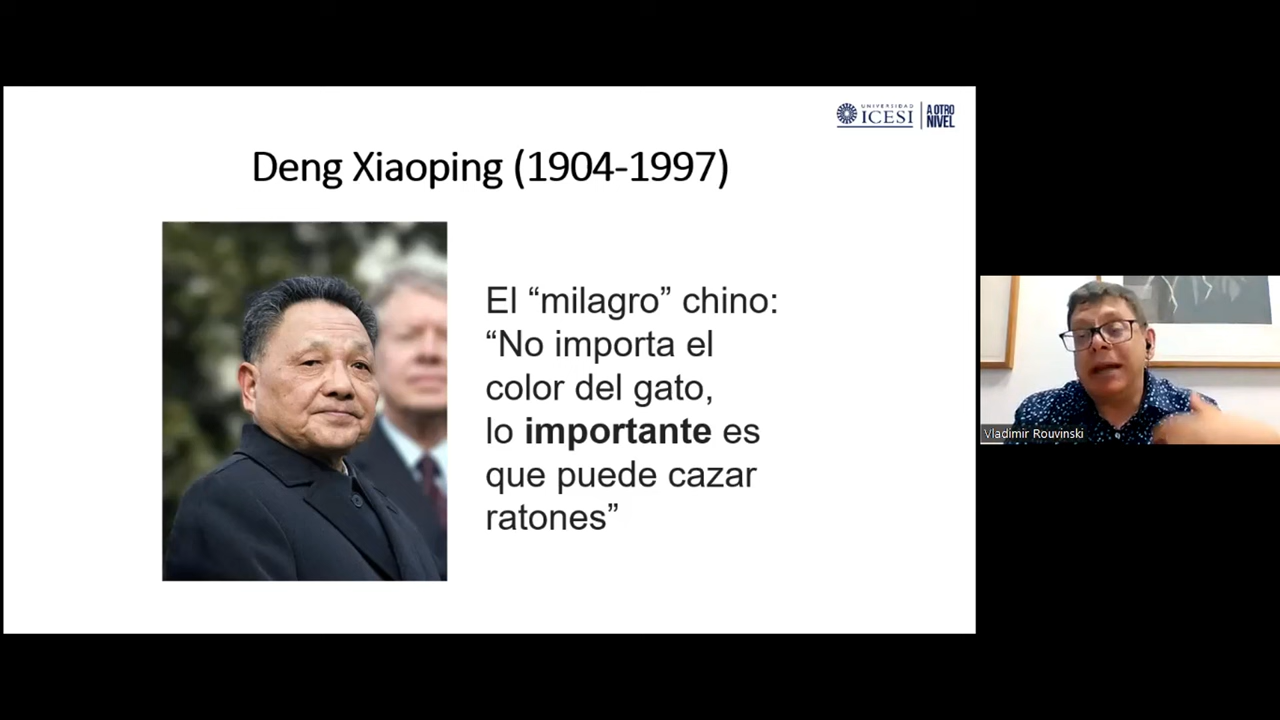 UNIVERSIDAD
ICESI
A OTRO
NIVEL
Deng Xiaoping (1904-1997)
El “milagro” chino:
“No importa el
color del gato,
lo importante es
que puede cazar
ratones”
Vladimir Rouvinski